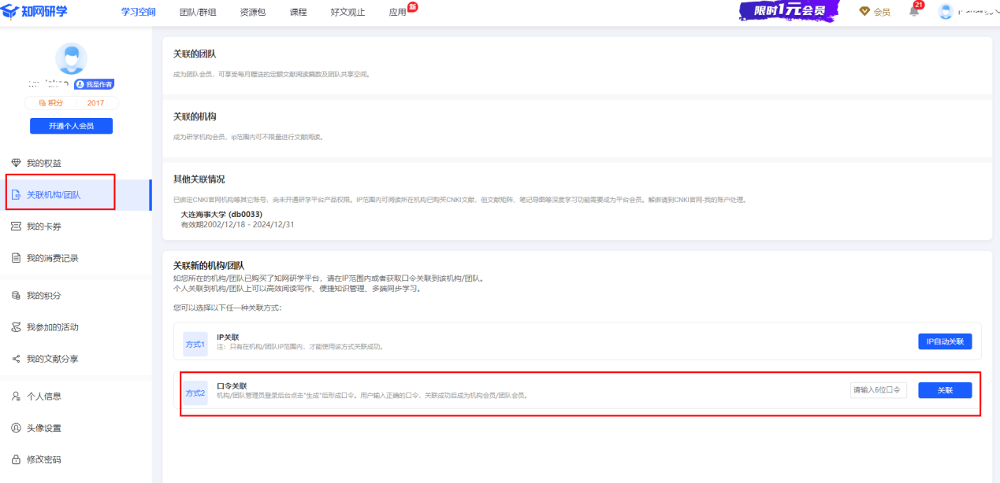 知网研学
学习空间
团队/群组
资源包
课程
好文观止
应用
新
限时1元会员
会员
21
我是作者
积分
2017
开通个人会员
我的权益
关联机构/团队
我的卡券
我的消费记录
我的积分
我参加的活动
我的文献分享
个人信息
头像设置
修改密码
关联的团队
成为团队会员，可享受每月赠送的定额文献阅读篇数及团队共享空间。
关联的机构
成为研学机构会员，ip范围内可不限量进行文献阅读。
其他关联情况
已绑定CNKI官网机构等其它账号，尚未开通研学平台产品权限。IP范围内可阅读所在机构已购买CNKI文献，但文献矩阵、笔记导图等深度学习功能需要成为平台会员。解绑请到CNKI官网-我的账户处理。
大连海事大学 (db0033)
有效期2002/12/18 - 2024/12/31
关联新的机构/团队
如您所在的机构/团队已购买了知网研学平台，请在IP范围内或者获取口令关联到该机构/团队。
个人关联到机构/团队上可以高效阅读写作、便捷知识管理、多端同步学习。
您可以选择以下任一种关联方式：
方式1
IP关联
注：只有在机构/团队IP范围内，才能使用该方式关联成功。
IP自动关联
方式2
口令关联
机构/团队管理员登录后台点击“生成”后形成口令。用户输入正确的口令，关联成功后成为机构会员/团队会员。
请输入6位口令
关联